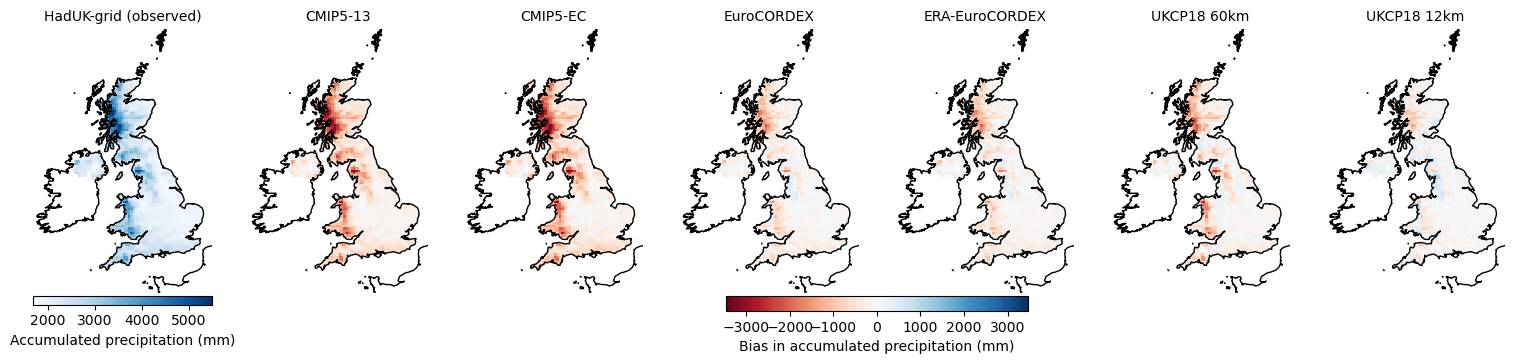 HadUK-grid (observed) CMIP5-13 CMIP5-EC EuroCORDEX ERA-EuroCORDEX UKCP18 60km UKCP18 12km
2000 3000 4000 5000
Accumulated precipitation (mm)
−3000 −2000 −1000 0 1000 2000 3000
Bias in accumulated precipitation (mm)